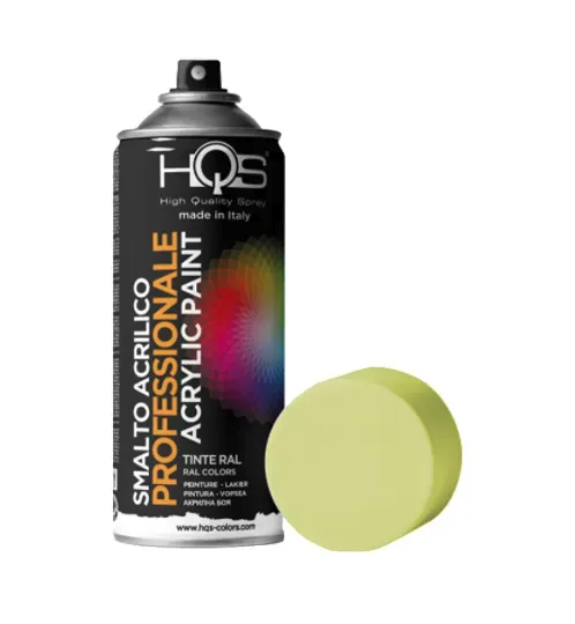 HQS®
High Quality Spray
made in Italy
SMALTO ACRILICO
PROFESSIONALE
ACRYLIC PAINT
TINTE RAL
RAL COLORS
PEINTURE - LAKIER
PINTURA - VOPSEA
АКРИЛНА БОЯ
www.hqs-colors.com